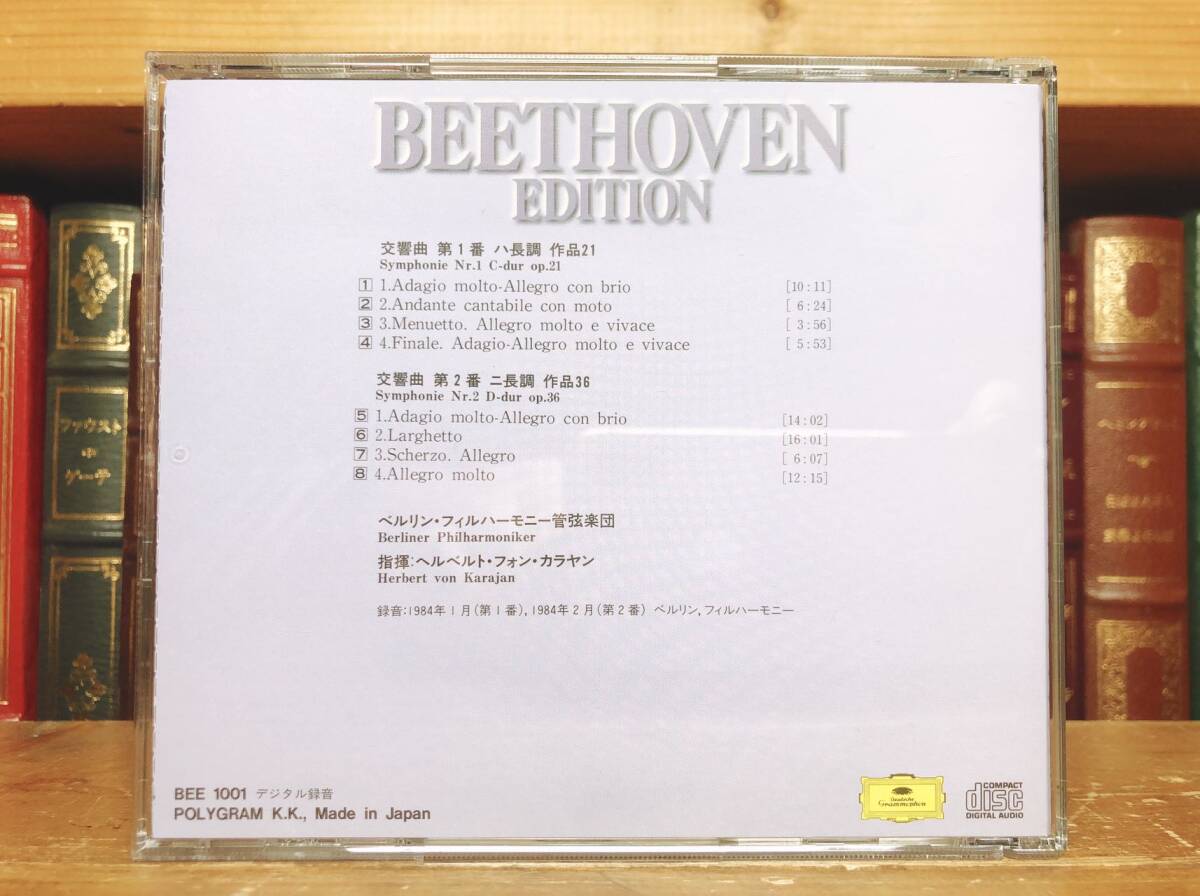 BEETHOVEN
EDITION
交響曲 第1番 ハ長調 作品21
Symphonie Nr.1 C-dur op.21
1 1.Adagio molto-Allegro con brio [10:11]
2 2.Andante cantabile con moto [ 6:24]
3 3.Menuetto. Allegro molto e vivace [ 3:56]
4 4.Finale. Adagio-Allegro molto e vivace [ 5:53]
交響曲 第2番 ニ長調 作品36
Symphonie Nr.2 D-dur op.36
5 1.Adagio molto-Allegro con brio [14:02]
6 2.Larghetto [16:01]
7 3.Scherzo. Allegro [ 6:07]
8 4.Allegro molto [12:15]
ベルリン・フィルハーモニー管弦楽団
Berliner Philharmoniker
指揮:ヘルベルト・フォン・カラヤン
Herbert von Karajan
録音:1984年1月(第1番),1984年2月(第2番) ベルリン,フィルハーモニー
BEE 1001 デジタル録音
POLYGRAM K.K., Made in Japan
Deutsche
Grammophon
COMPACT
disc
DIGITAL AUDIO
ファウスト
ゲーテ